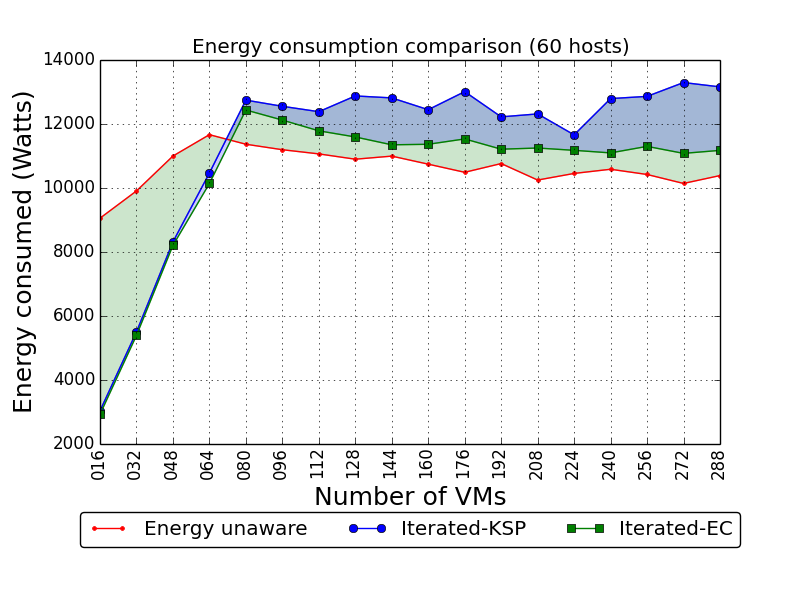 Energy consumption comparison (60 hosts)
14000
12000
10000
8000
6000
4000
2000
Energy consumed (Watts)
016 032 048 064 080 096 112 128 144 160 176 192 208 224 240 256 272 288
Number of VMs
Energy unaware Iterated-KSP Iterated-EC